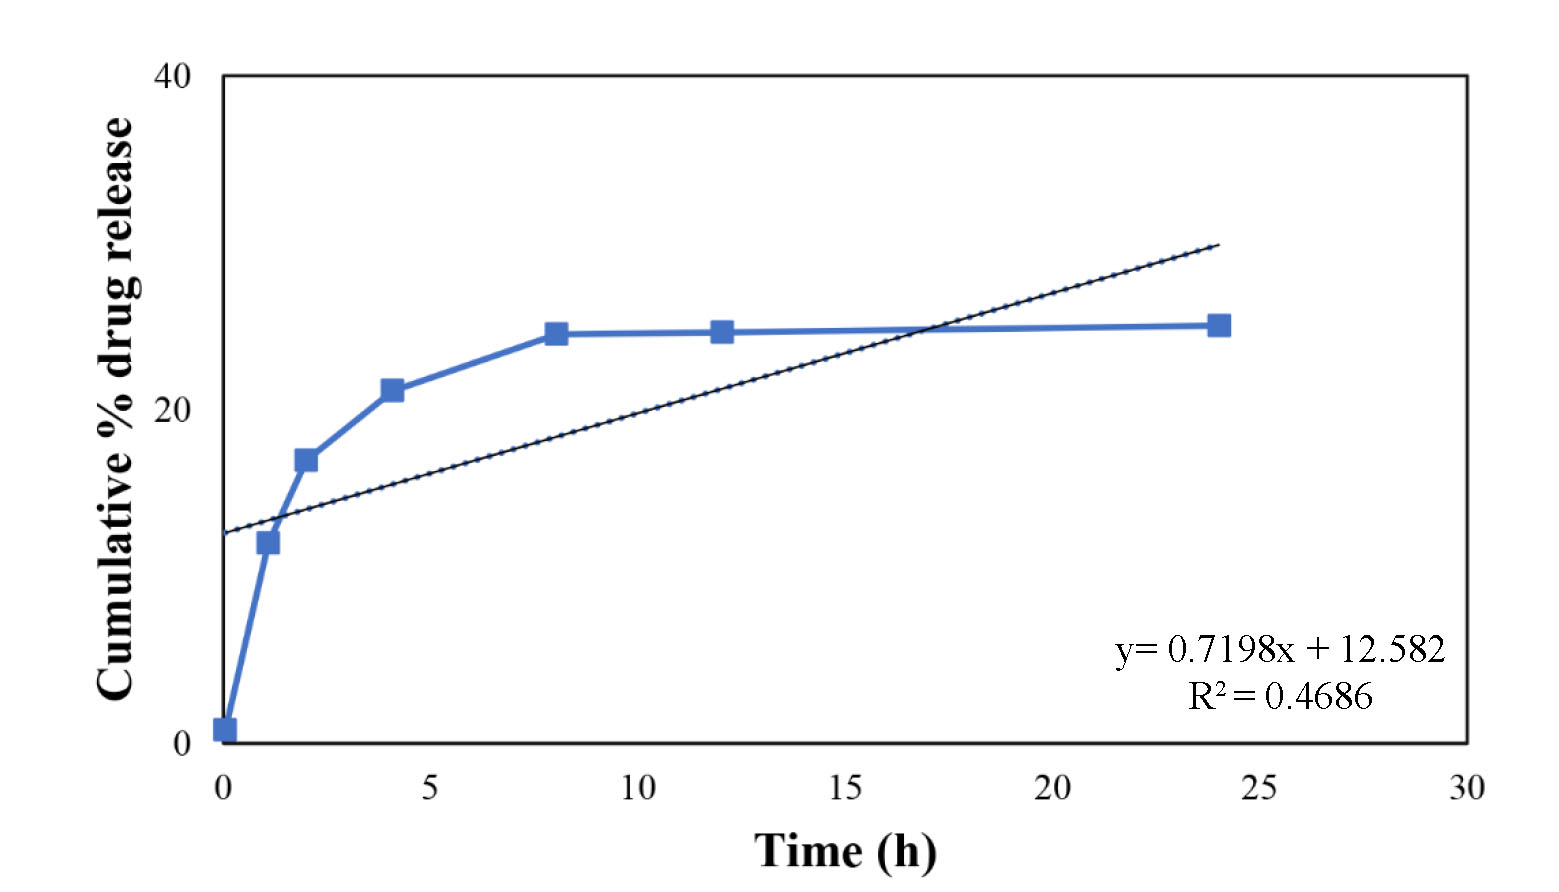 Cumulative % drug release
40
20
0
0 5 10 15 20 25 30
Time (h)
y= 0.7198x + 12.582
R² = 0.4686